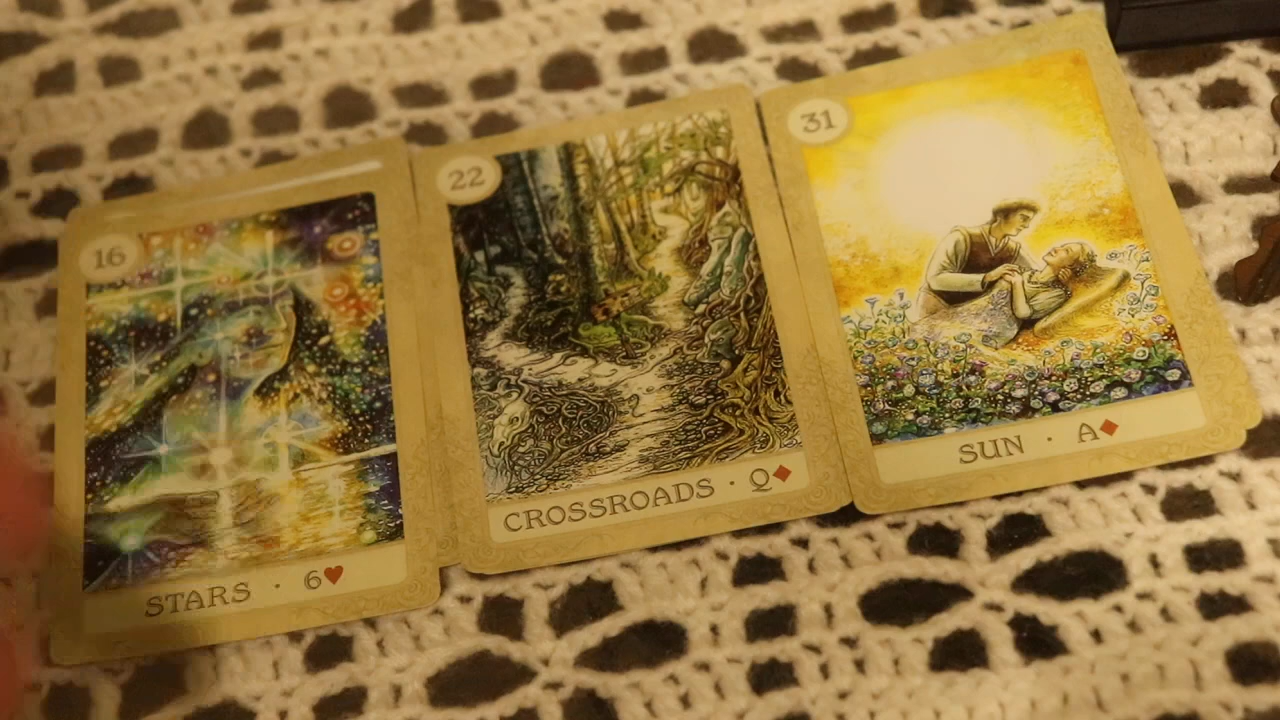 16
STARS · 6♥
22
CROSSROADS · Q♦
31
SUN · A♦